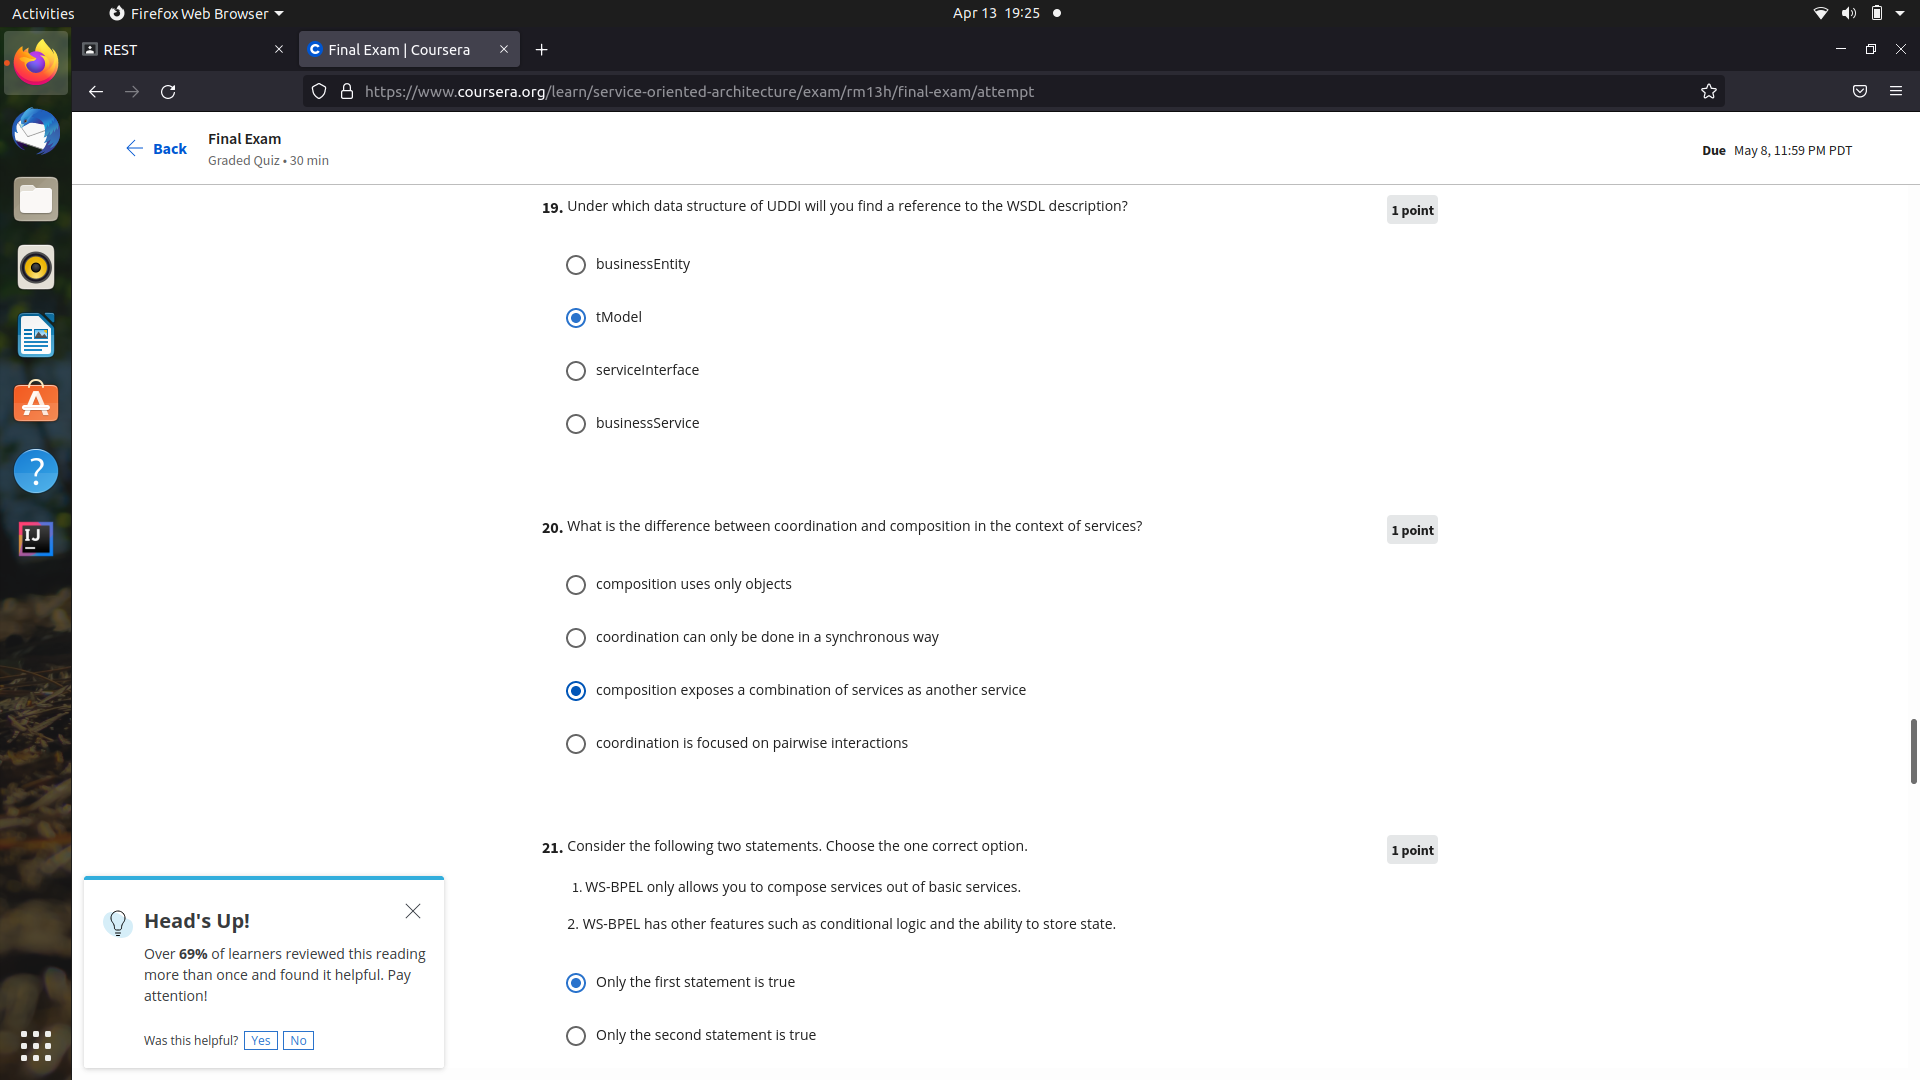 Activities
Firefox Web Browser
Apr 13 19:25
REST
Final Exam | Coursera
https://www.coursera.org/learn/service-oriented-architecture/exam/rm13h/final-exam/attempt
Back
Final Exam
Graded Quiz • 30 min
Due May 8, 11:59 PM PDT
19. Under which data structure of UDDI will you find a reference to the WSDL description?
1 point
businessEntity
tModel
serviceInterface
businessService
20. What is the difference between coordination and composition in the context of services?
1 point
composition uses only objects
coordination can only be done in a synchronous way
composition exposes a combination of services as another service
coordination is focused on pairwise interactions
21. Consider the following two statements. Choose the one correct option.
1 point
1. WS-BPEL only allows you to compose services out of basic services.
2. WS-BPEL has other features such as conditional logic and the ability to store state.
Only the first statement is true
Only the second statement is true
Head's Up!
Over 69% of learners reviewed this reading
more than once and found it helpful. Pay
attention!
Was this helpful? Yes No
IJ